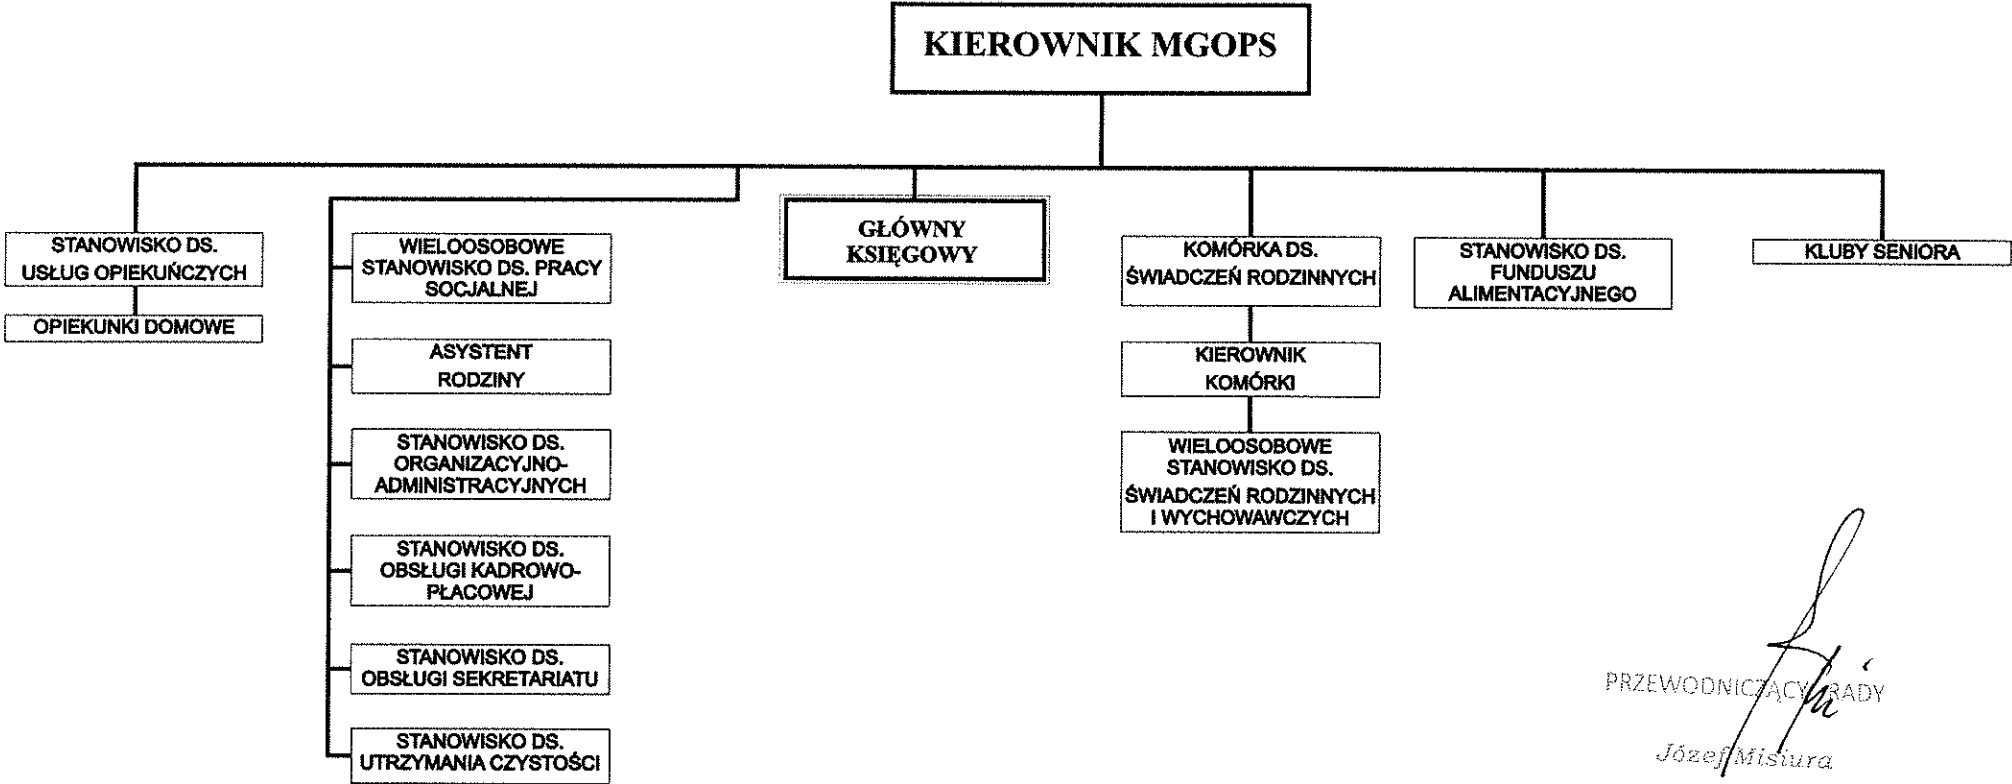 KIEROWNIK MGOPS
STANOWISKO DS.
USŁUG OPIEKUŃCZYCH
OPIEKUNKI DOMOWE
WIELOOSOBOWE
STANOWISKO DS. PRACY
SOCJALNEJ
ASYSTENT
RODZINY
STANOWISKO DS.
ORGANIZACYJNO-
ADMINISTRACYJNYCH
STANOWISKO DS.
OBSŁUGI KADROWO-
PŁACOWEJ
STANOWISKO DS.
OBSŁUGI SEKRETARIATU
STANOWISKO DS.
UTRZYMANIA CZYSTOŚCI
GŁÓWNY
KSIĘGOWY
KOMÓRKA DS.
ŚWIADCZEŃ RODZINNYCH
KIEROWNIK
KOMÓRKI
WIELOOSOBOWE
STANOWISKO DS.
ŚWIADCZEŃ RODZINNYCH
I WYCHOWAWCZYCH
STANOWISKO DS.
FUNDUSZU
ALIMENTACYJNEGO
KLUBY SENIORA
PRZEWODNICZĄCY RADY
Józef Misiura